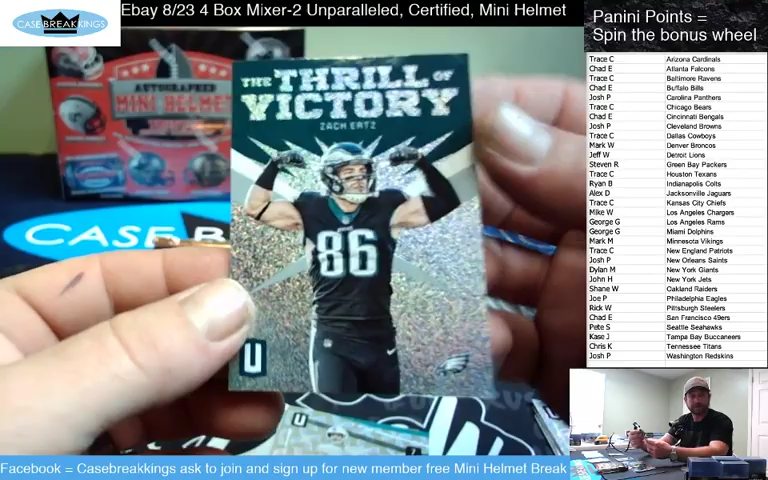 Ebay 8/23 4 Box Mixer-2 Unparalleled, Certified, Mini Helmet
CASE BREAK KINGS
Panini Points =
Spin the bonus wheel
THE THRILL OF
VICTORY
ZACH ERTZ
AUTOGRAPHED
MINI HELMET
CASE
86
U
Trace C Arizona Cardinals
Chad E Atlanta Falcons
Trace C Baltimore Ravens
Chad E Buffalo Bills
Josh P Carolina Panthers
Trace C Chicago Bears
Chad E Cincinnati Bengals
Josh P Cleveland Browns
Trace C Dallas Cowboys
Mark W Denver Broncos
Jeff W Detroit Lions
Steven R Green Bay Packers
Trace C Houston Texans
Ryan B Indianapolis Colts
Alex D Jacksonville Jaguars
Trace C Kansas City Chiefs
Mike W Los Angeles Chargers
George G Los Angeles Rams
George G Miami Dolphins
Mark M Minnesota Vikings
Trace C New England Patriots
Josh P New Orleans Saints
Dylan M New York Giants
John H New York Jets
Shane W Oakland Raiders
Joe P Philadelphia Eagles
Rick W Pittsburgh Steelers
Chad E San Francisco 49ers
Pete S Seattle Seahawks
Kase J Tampa Bay Buccaneers
Chris K Tennessee Titans
Josh P Washington Redskins
Facebook = Casebreakkings ask to join and sign up for new member free Mini Helmet Break